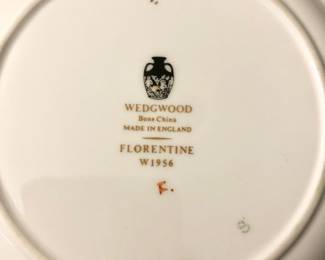 WEDGWOOD
Bone China
MADE IN ENGLAND
FLORENTINE
W1956
K.
S